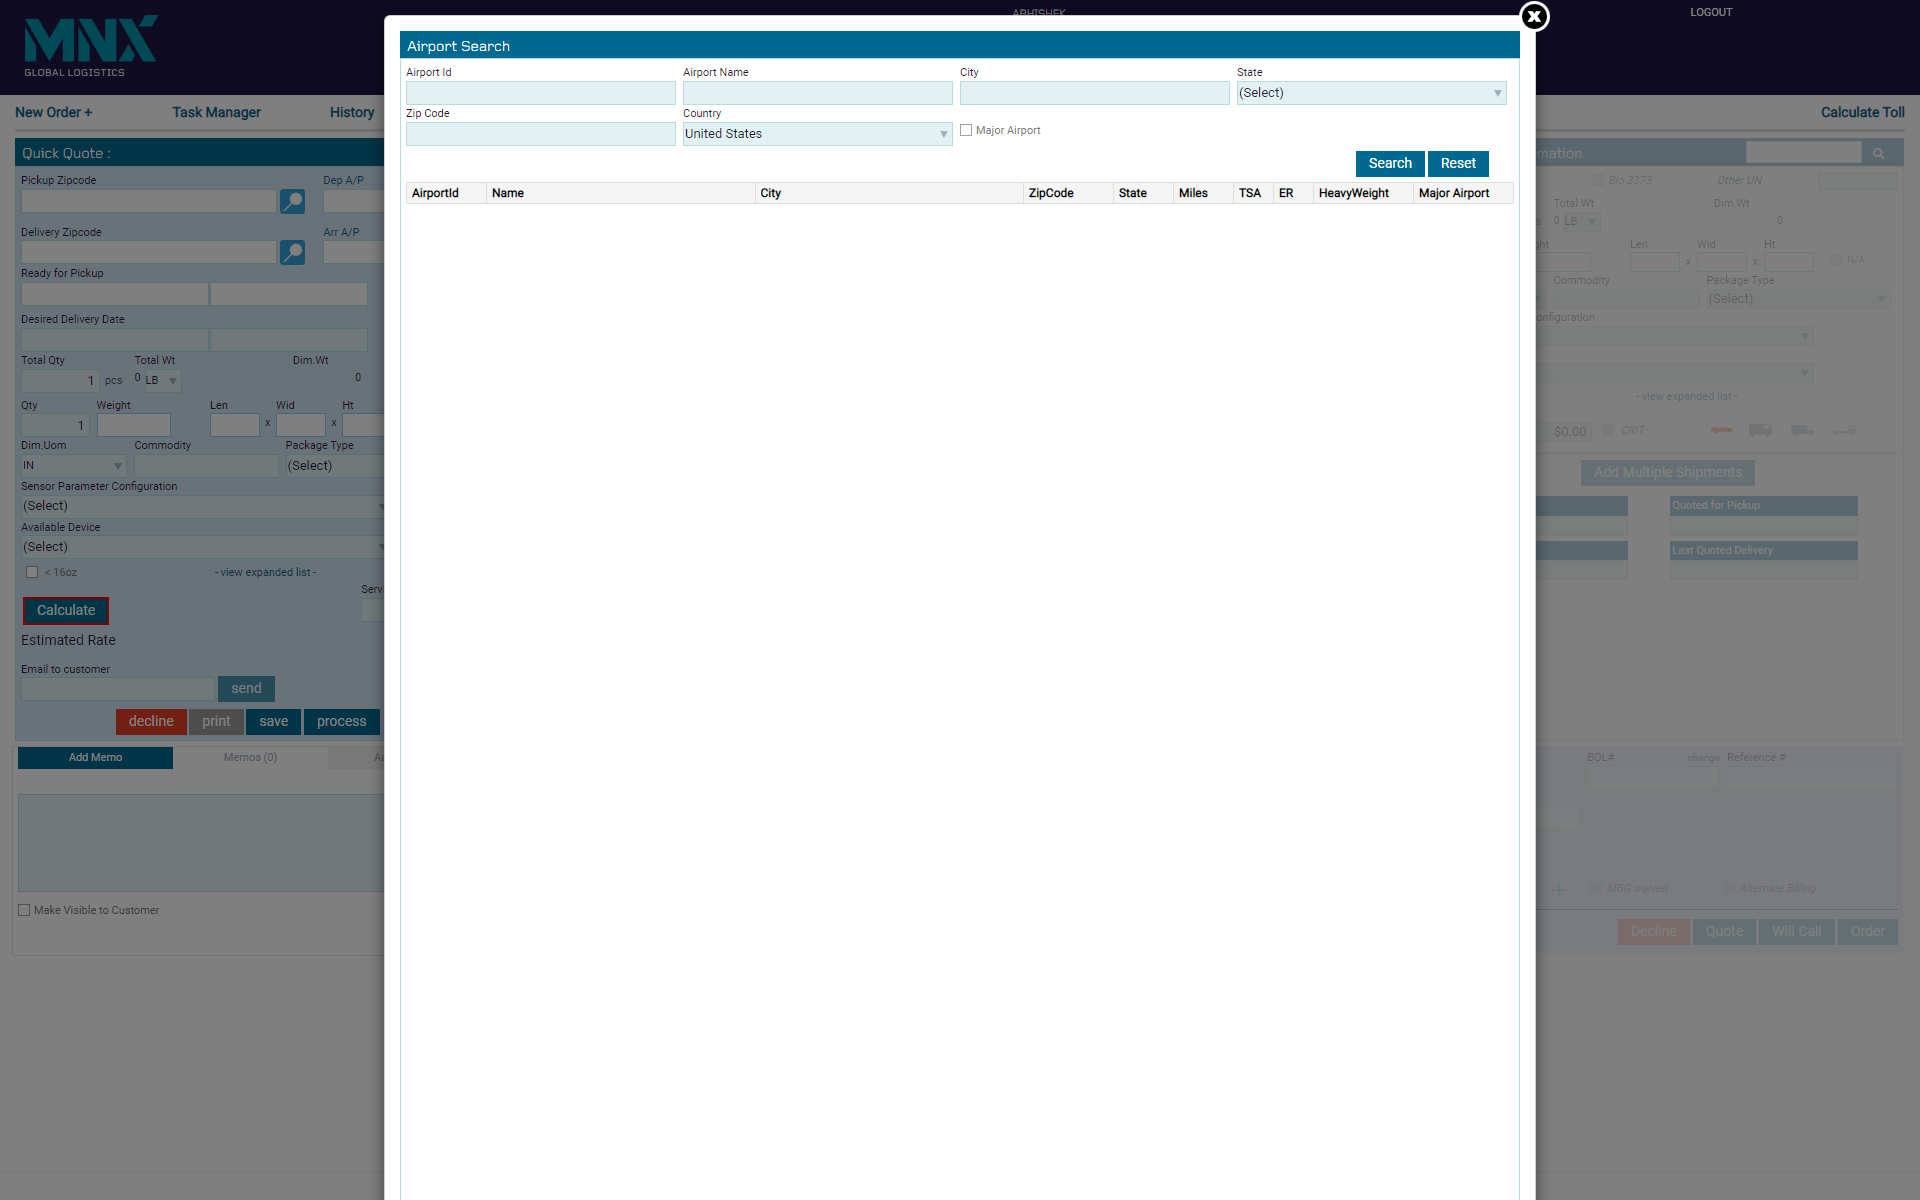 MNX
GLOBAL LOGISTICS
ABHISHEK
LOGOUT
New Order +
Task Manager
History
Calculate Toll
Airport Search
Airport Id
Airport Name
City
State
(Select)
Zip Code
Country
United States
Major Airport
Search
Reset
AirportId
Name
City
ZipCode
State
Miles
TSA
ER
HeavyWeight
Major Airport
Quick Quote :
Pickup Zipcode
Dep A/P
Delivery Zipcode
Arr A/P
Ready for Pickup
Desired Delivery Date
Total Qty
Total Wt
Dim.Wt
1 pcs
0 LB
0
Qty
Weight
Len
Wid
Ht
1
x
x
Dim.Uom
Commodity
Package Type
IN
(Select)
Sensor Parameter Configuration
(Select)
Available Device
(Select)
< 16oz
- view expanded list -
Servi
Calculate
Estimated Rate
Email to customer
send
decline
print
save
process
Add Memo
Memos (0)
Make Visible to Customer
mation
Bio 3373
Other UN
Total Wt
Dim.Wt
s
0 LB
0
ght
Len
Wid
Ht
x
x
N/A
Commodity
Package Type
(Select)
onfiguration
- view expanded list -
$0.00
CRIT
Add Multiple Shipments
Quoted for Pickup
Last Quoted Delivery
BOL#
change
Reference #
MBG waived
Alternate Billing
Decline
Quote
Will Call
Order